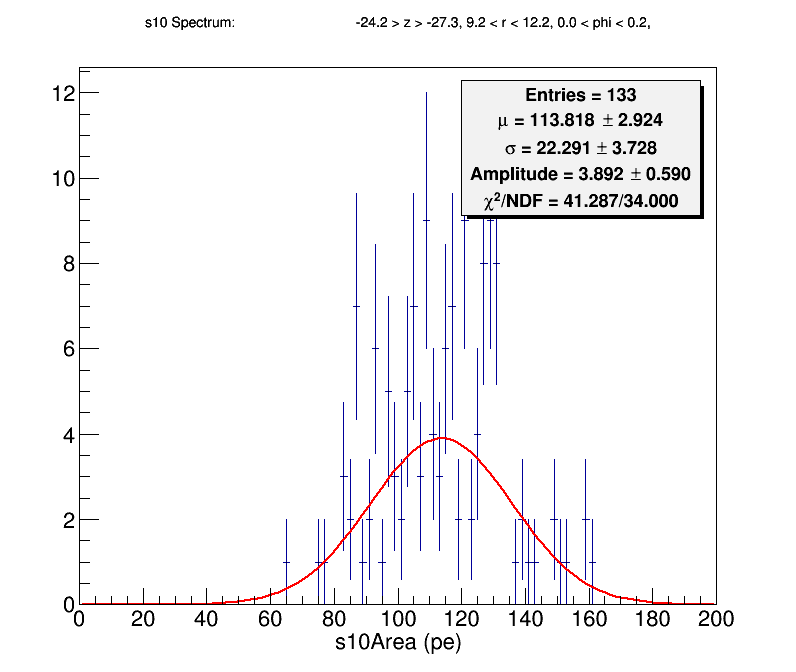 s10 Spectrum: -24.2 > z > -27.3, 9.2 < r < 12.2, 0.0 < phi < 0.2,
Entries = 133
μ = 113.818 ± 2.924
σ = 22.291 ± 3.728
Amplitude = 3.892 ± 0.590
χ²/NDF = 41.287/34.000
12
10
8
6
4
2
0
0 20 40 60 80 100 120 140 160 180 200
s10Area (pe)